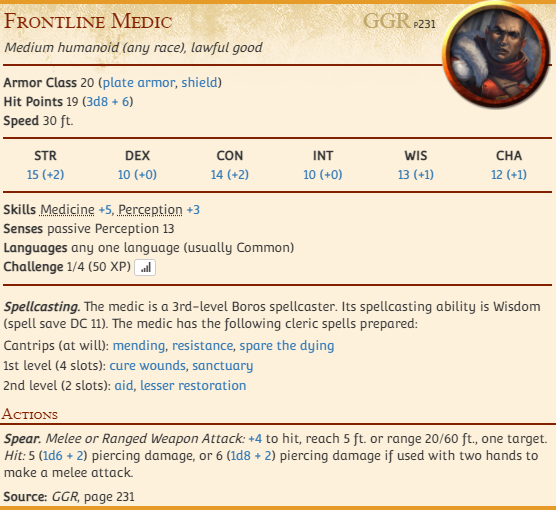 Frontline Medic GGR p231
Medium humanoid (any race), lawful good
Armor Class 20 (plate armor, shield)
Hit Points 19 (3d8 + 6)
Speed 30 ft.
STR DEX CON INT WIS CHA
15 (+2) 10 (+0) 14 (+2) 10 (+0) 13 (+1) 12 (+1)
Skills Medicine +5, Perception +3
Senses passive Perception 13
Languages any one language (usually Common)
Challenge 1/4 (50 XP)
Spellcasting. The medic is a 3rd-level Boros spellcaster. Its spellcasting ability is Wisdom
(spell save DC 11). The medic has the following cleric spells prepared:
Cantrips (at will): mending, resistance, spare the dying
1st level (4 slots): cure wounds, sanctuary
2nd level (2 slots): aid, lesser restoration
Actions
Spear. Melee or Ranged Weapon Attack: +4 to hit, reach 5 ft. or range 20/60 ft., one target.
Hit: 5 (1d6 + 2) piercing damage, or 6 (1d8 + 2) piercing damage if used with two hands to
make a melee attack.
Source: GGR, page 231